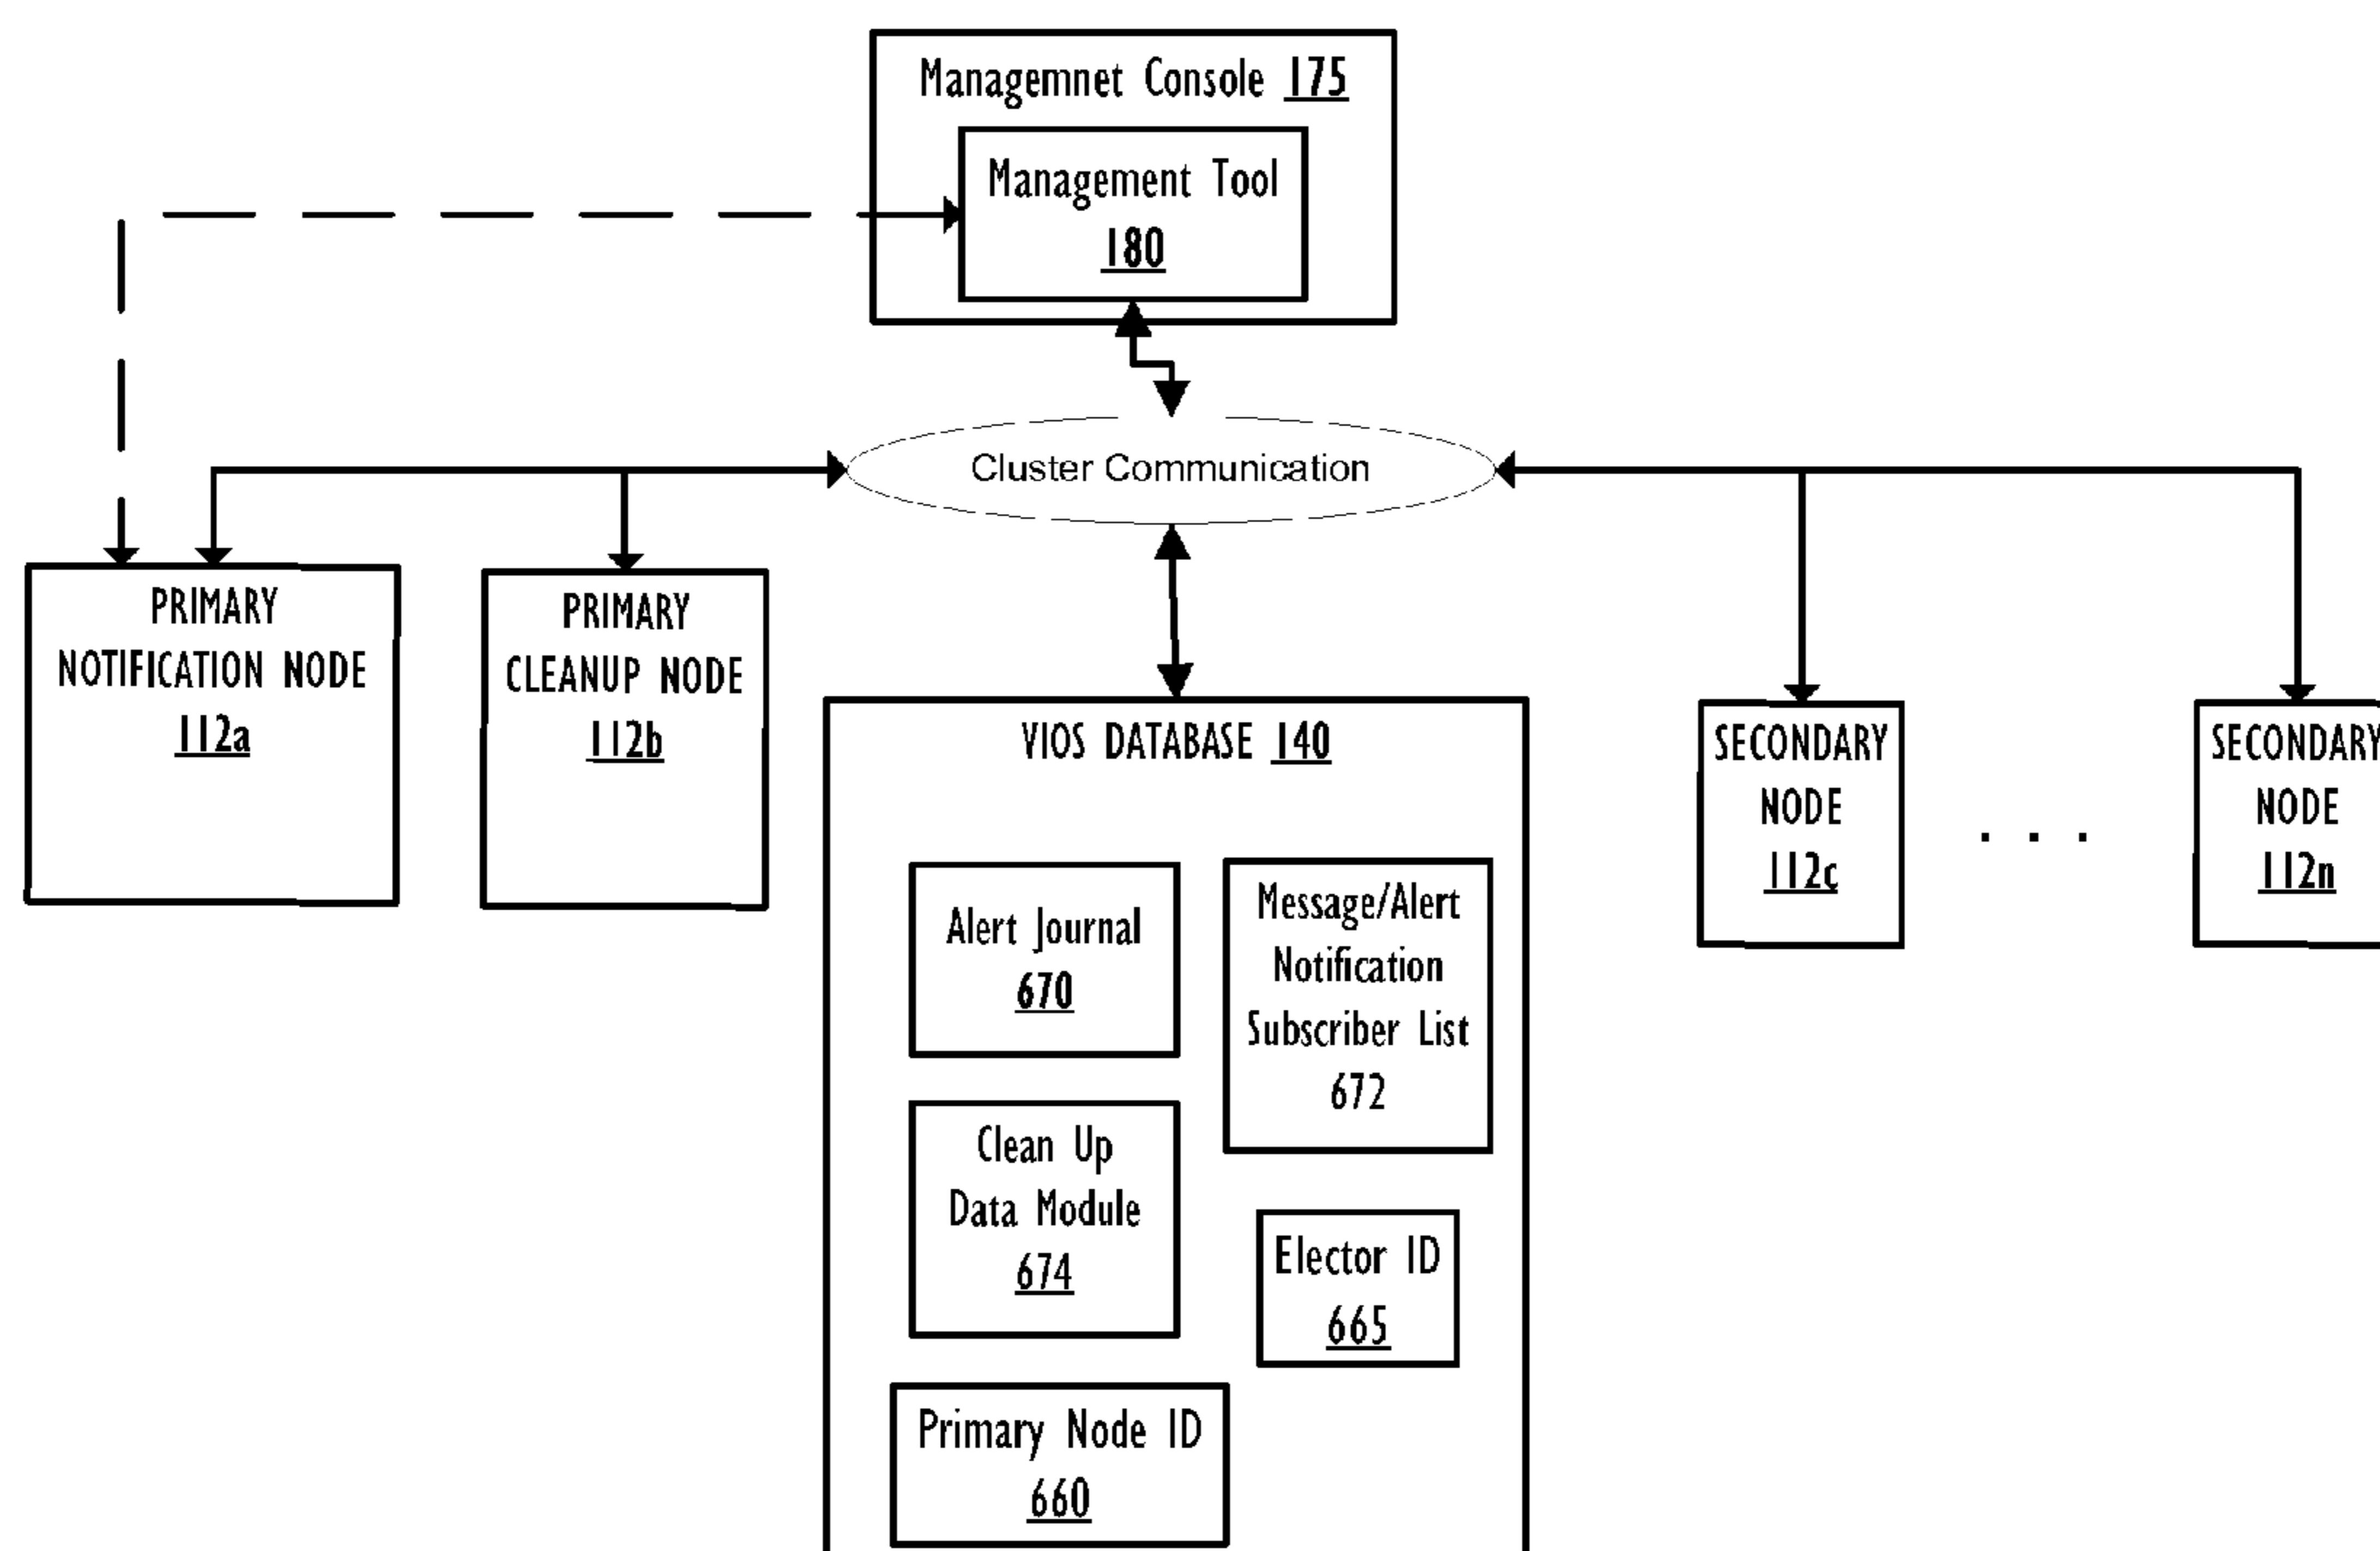 Managemnet Console 175
Management Tool
180
Cluster Communication
PRIMARY
NOTIFICATION NODE
112a
PRIMARY
CLEANUP NODE
112b
VIOS DATABASE 140
Alert Journal
670
Message/Alert
Notification
Subscriber List
672
Clean Up
Data Module
674
Elector ID
665
Primary Node ID
660
SECONDARY
NODE
112c
. . .
SECONDARY
NODE
112n